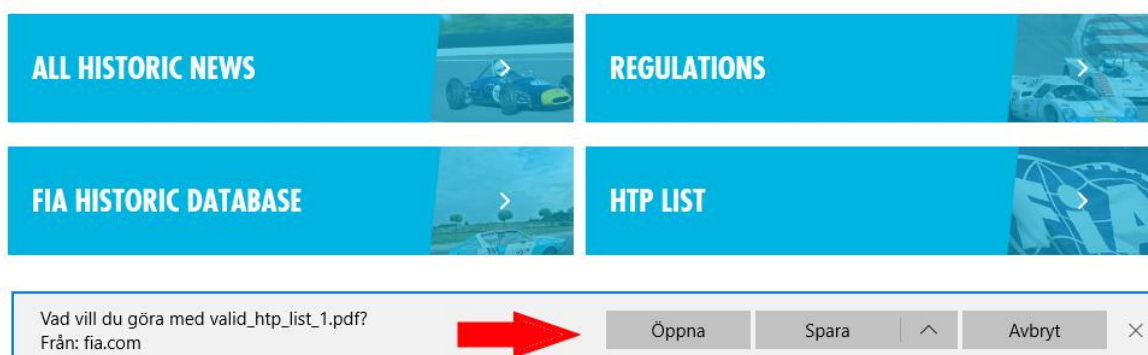 ALL HISTORIC NEWS
REGULATIONS
FIA HISTORIC DATABASE
HTP LIST
Vad vill du göra med valid_htp_list_1.pdf?
Från: fia.com
Öppna
Spara
Avbryt